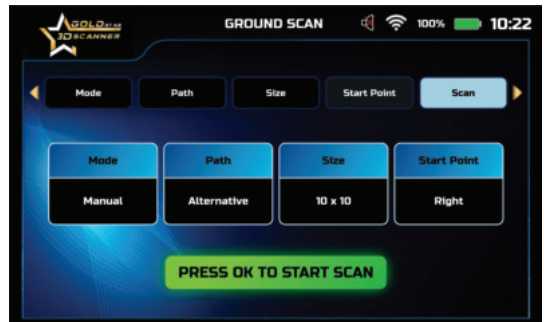 GOLD STAR
3D SCANNER
GROUND SCAN
100%
10:22
Mode
Path
Size
Start Point
Scan
Mode
Path
Size
Start Point
Manual
Alternative
10 x 10
Right
PRESS OK TO START SCAN